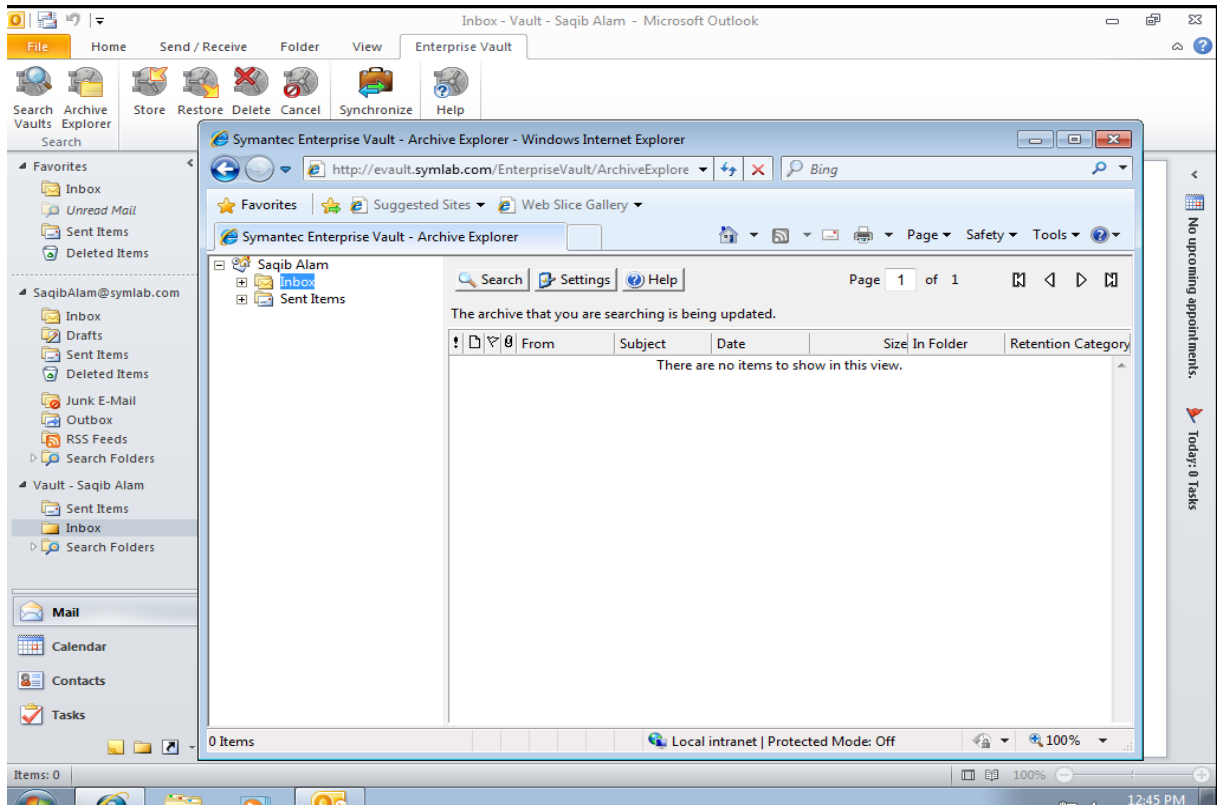 Inbox - Vault - Saqib Alam - Microsoft Outlook
File Home Send / Receive Folder View Enterprise Vault
Search Vaults Archive Explorer Store Restore Delete Cancel Synchronize Help
Search
Symantec Enterprise Vault - Archive Explorer - Windows Internet Explorer
http://evault.symlab.com/EnterpriseVault/ArchiveExplore Bing
Favorites Suggested Sites Web Slice Gallery
Symantec Enterprise Vault - Archive Explorer Page Safety Tools
Favorites
Inbox
Unread Mail
Sent Items
Deleted Items
SaqibAlam@symlab.com
Inbox
Drafts
Sent Items
Deleted Items
Junk E-Mail
Outbox
RSS Feeds
Search Folders
Vault - Saqib Alam
Sent Items
Inbox
Search Folders
Mail
Calendar
Contacts
Tasks
Saqib Alam
Inbox
Sent Items
Search Settings Help Page 1 of 1
The archive that you are searching is being updated.
From Subject Date Size In Folder Retention Category
There are no items to show in this view.
0 Items Local intranet | Protected Mode: Off 100%
No upcoming appointments.
Today: 0 Tasks
Items: 0 100%
12:45 PM